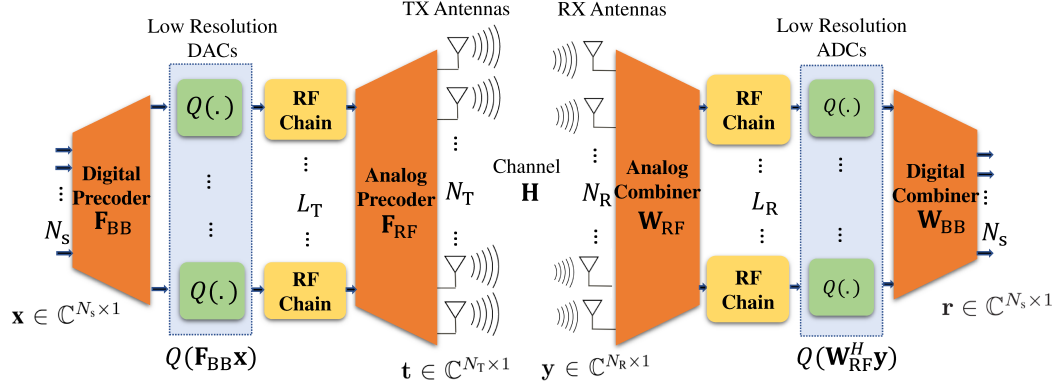 TX Antennas
RX Antennas
Low Resolution
DACs
Low Resolution
ADCs
Q(.)
RF
Chain
RF
Chain
Q(.)
Digital
Precoder
F_BB
⋮
N_s
⋮
⋮
⋮
L_T
⋮
Analog
Precoder
F_RF
⋮
N_T
⋮
Channel
H
⋮
N_R
⋮
Analog
Combiner
W_RF
⋮
L_R
⋮
⋮
⋮
Digital
Combiner
W_BB
⋮
N_s
Q(.)
RF
Chain
RF
Chain
Q(.)
x ∈ ℂ^{N_s×1}
Q(F_BB x)
t ∈ ℂ^{N_T×1}
y ∈ ℂ^{N_R×1}
Q(W_RF^H y)
r ∈ ℂ^{N_s×1}